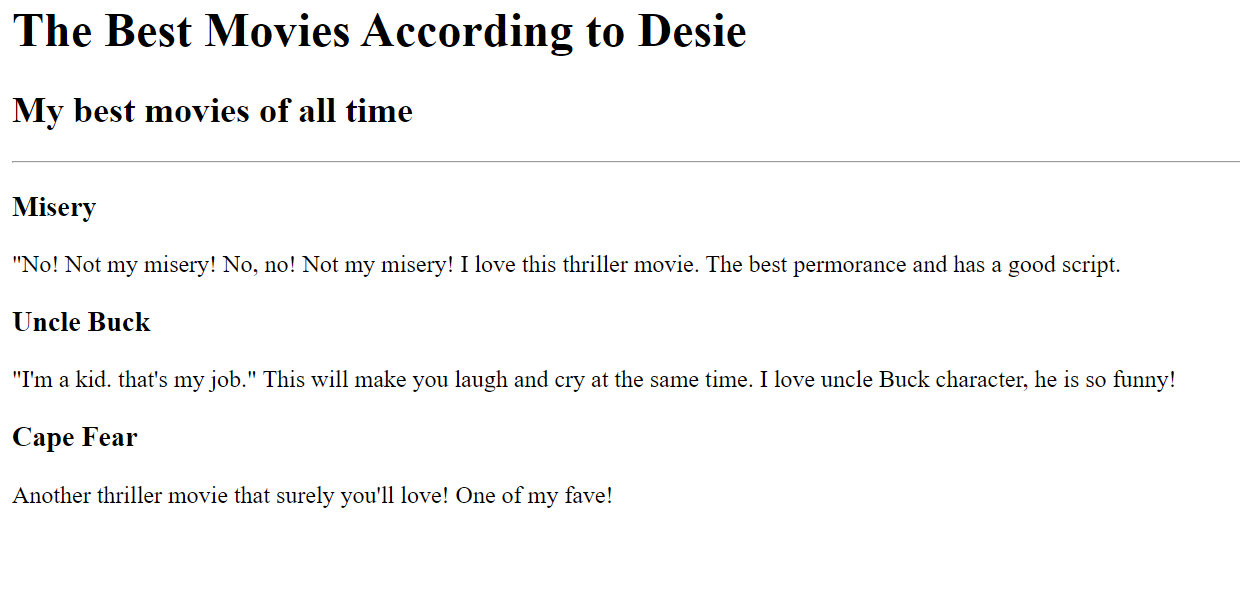 The Best Movies According to Desie
My best movies of all time
Misery
"No! Not my misery! No, no! Not my misery! I love this thriller movie. The best permorance and has a good script.
Uncle Buck
"I'm a kid. that's my job." This will make you laugh and cry at the same time. I love uncle Buck character, he is so funny!
Cape Fear
Another thriller movie that surely you'll love! One of my fave!